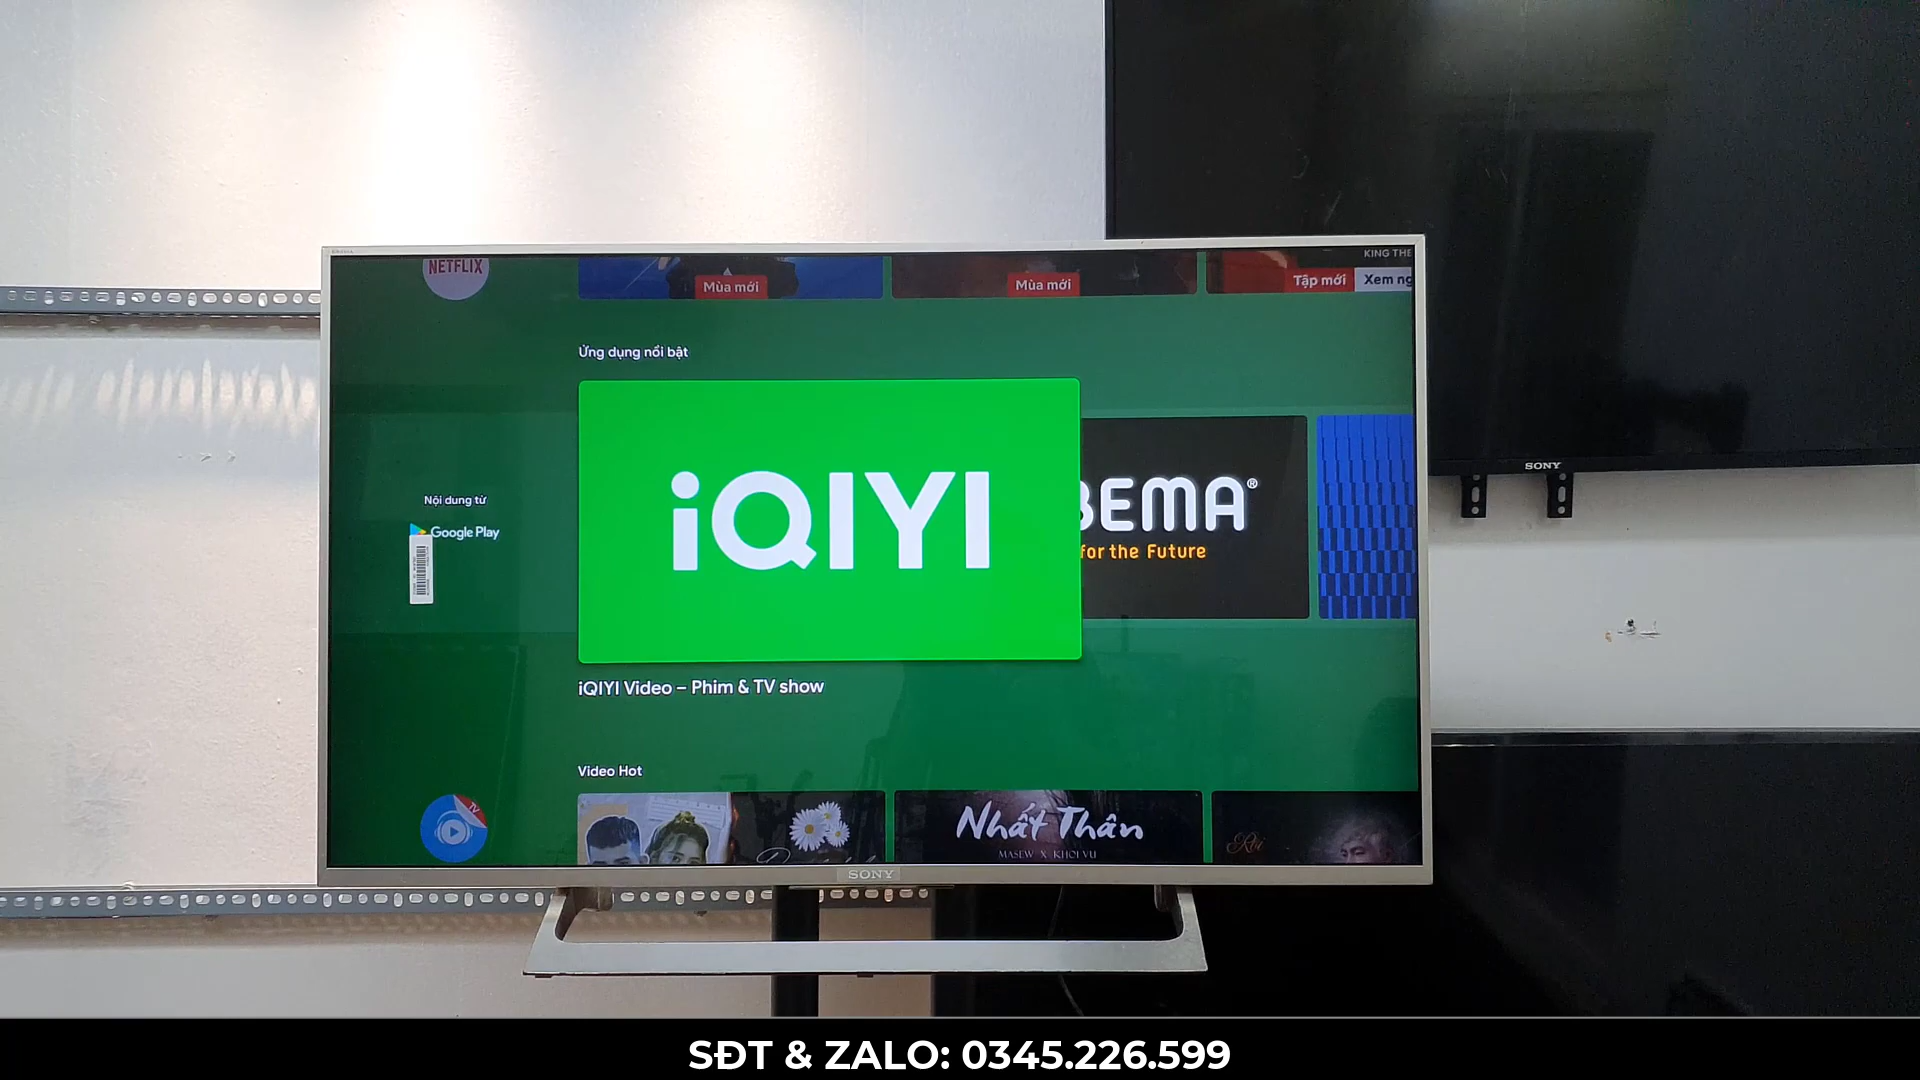 NETFLIX
Mùa mới
Mùa mới
KING THE
Tập mới
Xem ng
Ứng dụng nổi bật
iQIYI
BEMA®
for the Future
SONY
Nội dung từ
Google Play
iQIYI Video – Phim & TV show
Video Hot
TV
Nhất Thân
MASEW X KHOI VU
SONY
SĐT & ZALO: 0345.226.599